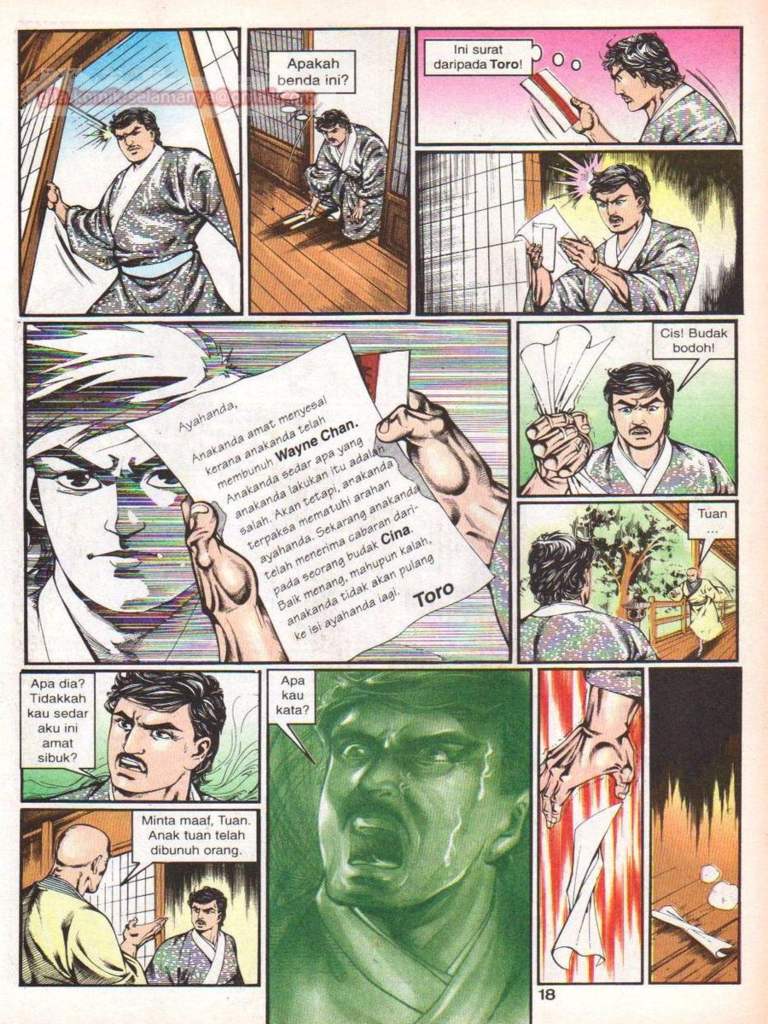 Apakah
benda ini?
Ini surat
daripada Toro!
Ayahanda,
Anakanda amat menyesal
kerana anakanda telah
membunuh Wayne Chan.
Anakanda sedar apa yang
anakanda lakukan itu adalah
salah. Akan tetapi, anakanda
terpaksa mematuhi arahan
ayahanda. Sekarang anakanda
telah menerima cabaran dari-
pada seorang budak Cina.
Baik menang, mahupun kalah,
anakanda tidak akan pulang
ke isi ayahanda lagi.
Toro
Cis! Budak
bodoh!
Tuan
...
Apa dia?
Tidakkah
kau sedar
aku ini
amat
sibuk?
Minta maaf, Tuan.
Anak tuan telah
dibunuh orang.
Apa
kau
kata?
18